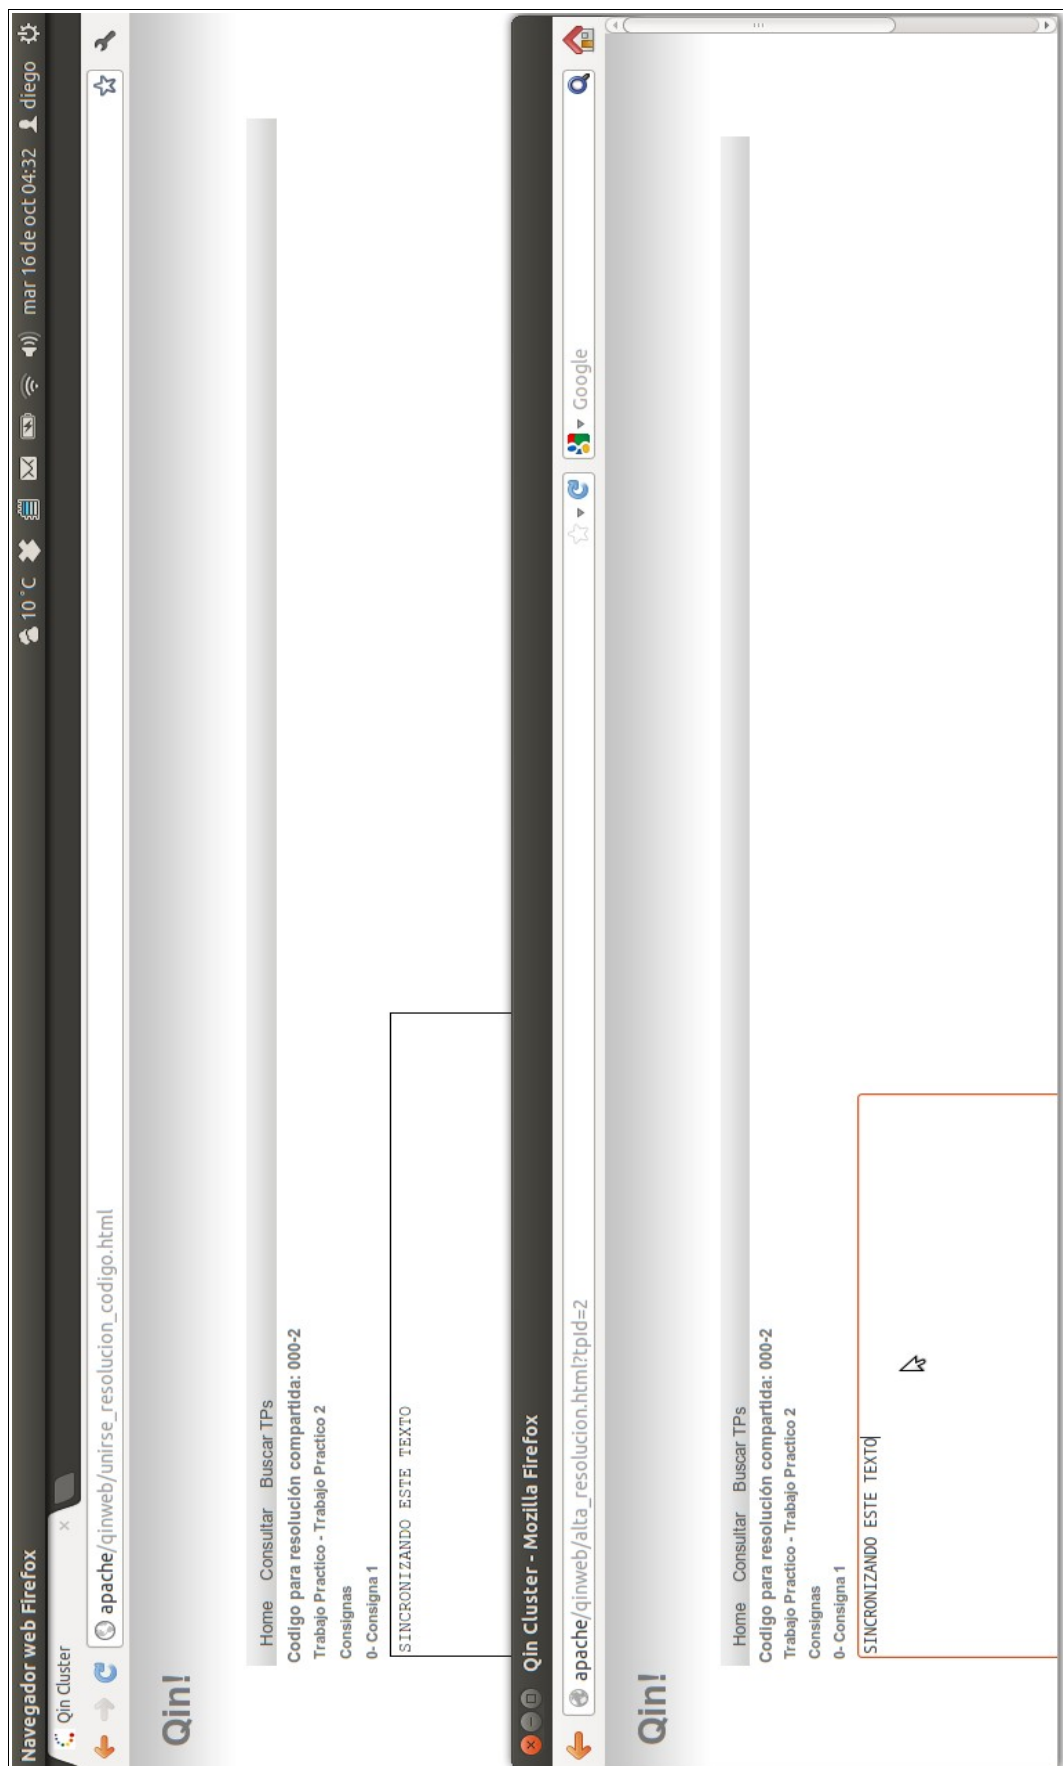 Navegador web Firefox 10 °C mar 16 de oct 04:32 diego
Qin Cluster
apache/qinweb/unirse_resolucion_codigo.html
Qin!
Home Consultar Buscar TPs
Codigo para resolución compartida: 000-2
Trabajo Practico - Trabajo Practico 2
Consignas
0- Consigna 1
SINCRONIZANDO ESTE TEXTO
Qin Cluster - Mozilla Firefox
apache/qinweb/alta_resolucion.html?tpId=2 Google
Qin!
Home Consultar Buscar TPs
Codigo para resolución compartida: 000-2
Trabajo Practico - Trabajo Practico 2
Consignas
0- Consigna 1
SINCRONIZANDO ESTE TEXTO